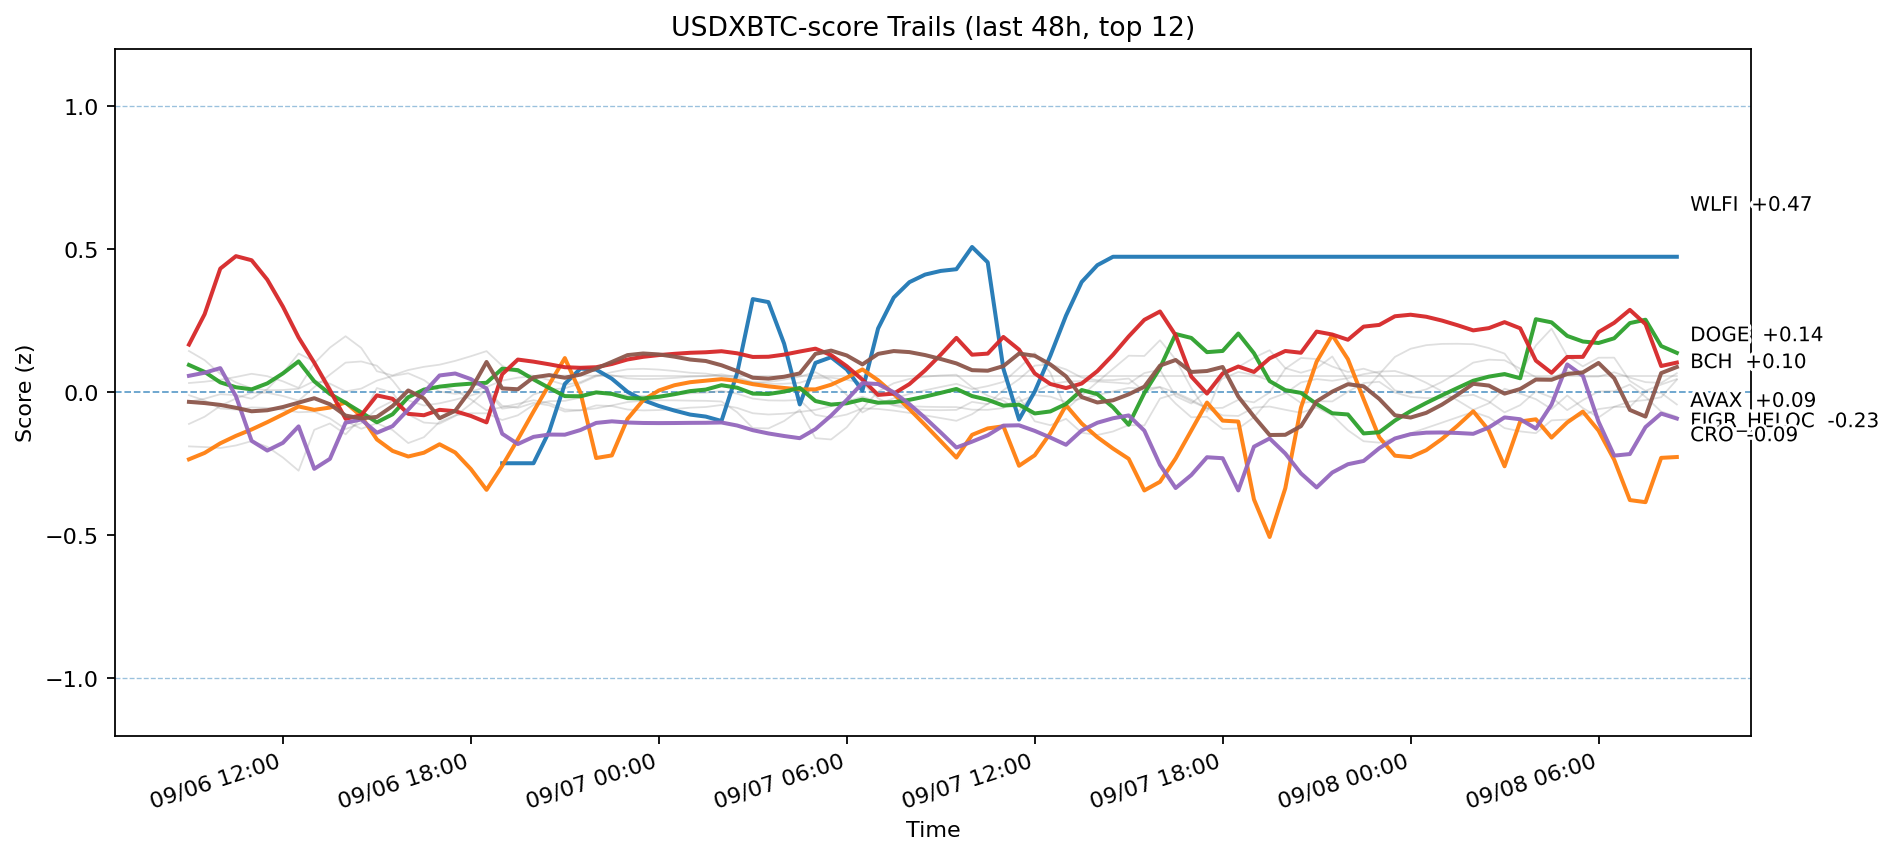 USDXBTC-score Trails (last 48h, top 12)
Score (z)
1.0
0.5
0.0
−0.5
−1.0
WLFI +0.47
DOGE +0.14
BCH +0.10
AVAX +0.09
FIGR_HELOC -0.23
CRO -0.09
09/06 12:00
09/06 18:00
09/07 00:00
09/07 06:00
09/07 12:00
09/07 18:00
09/08 00:00
09/08 06:00
Time